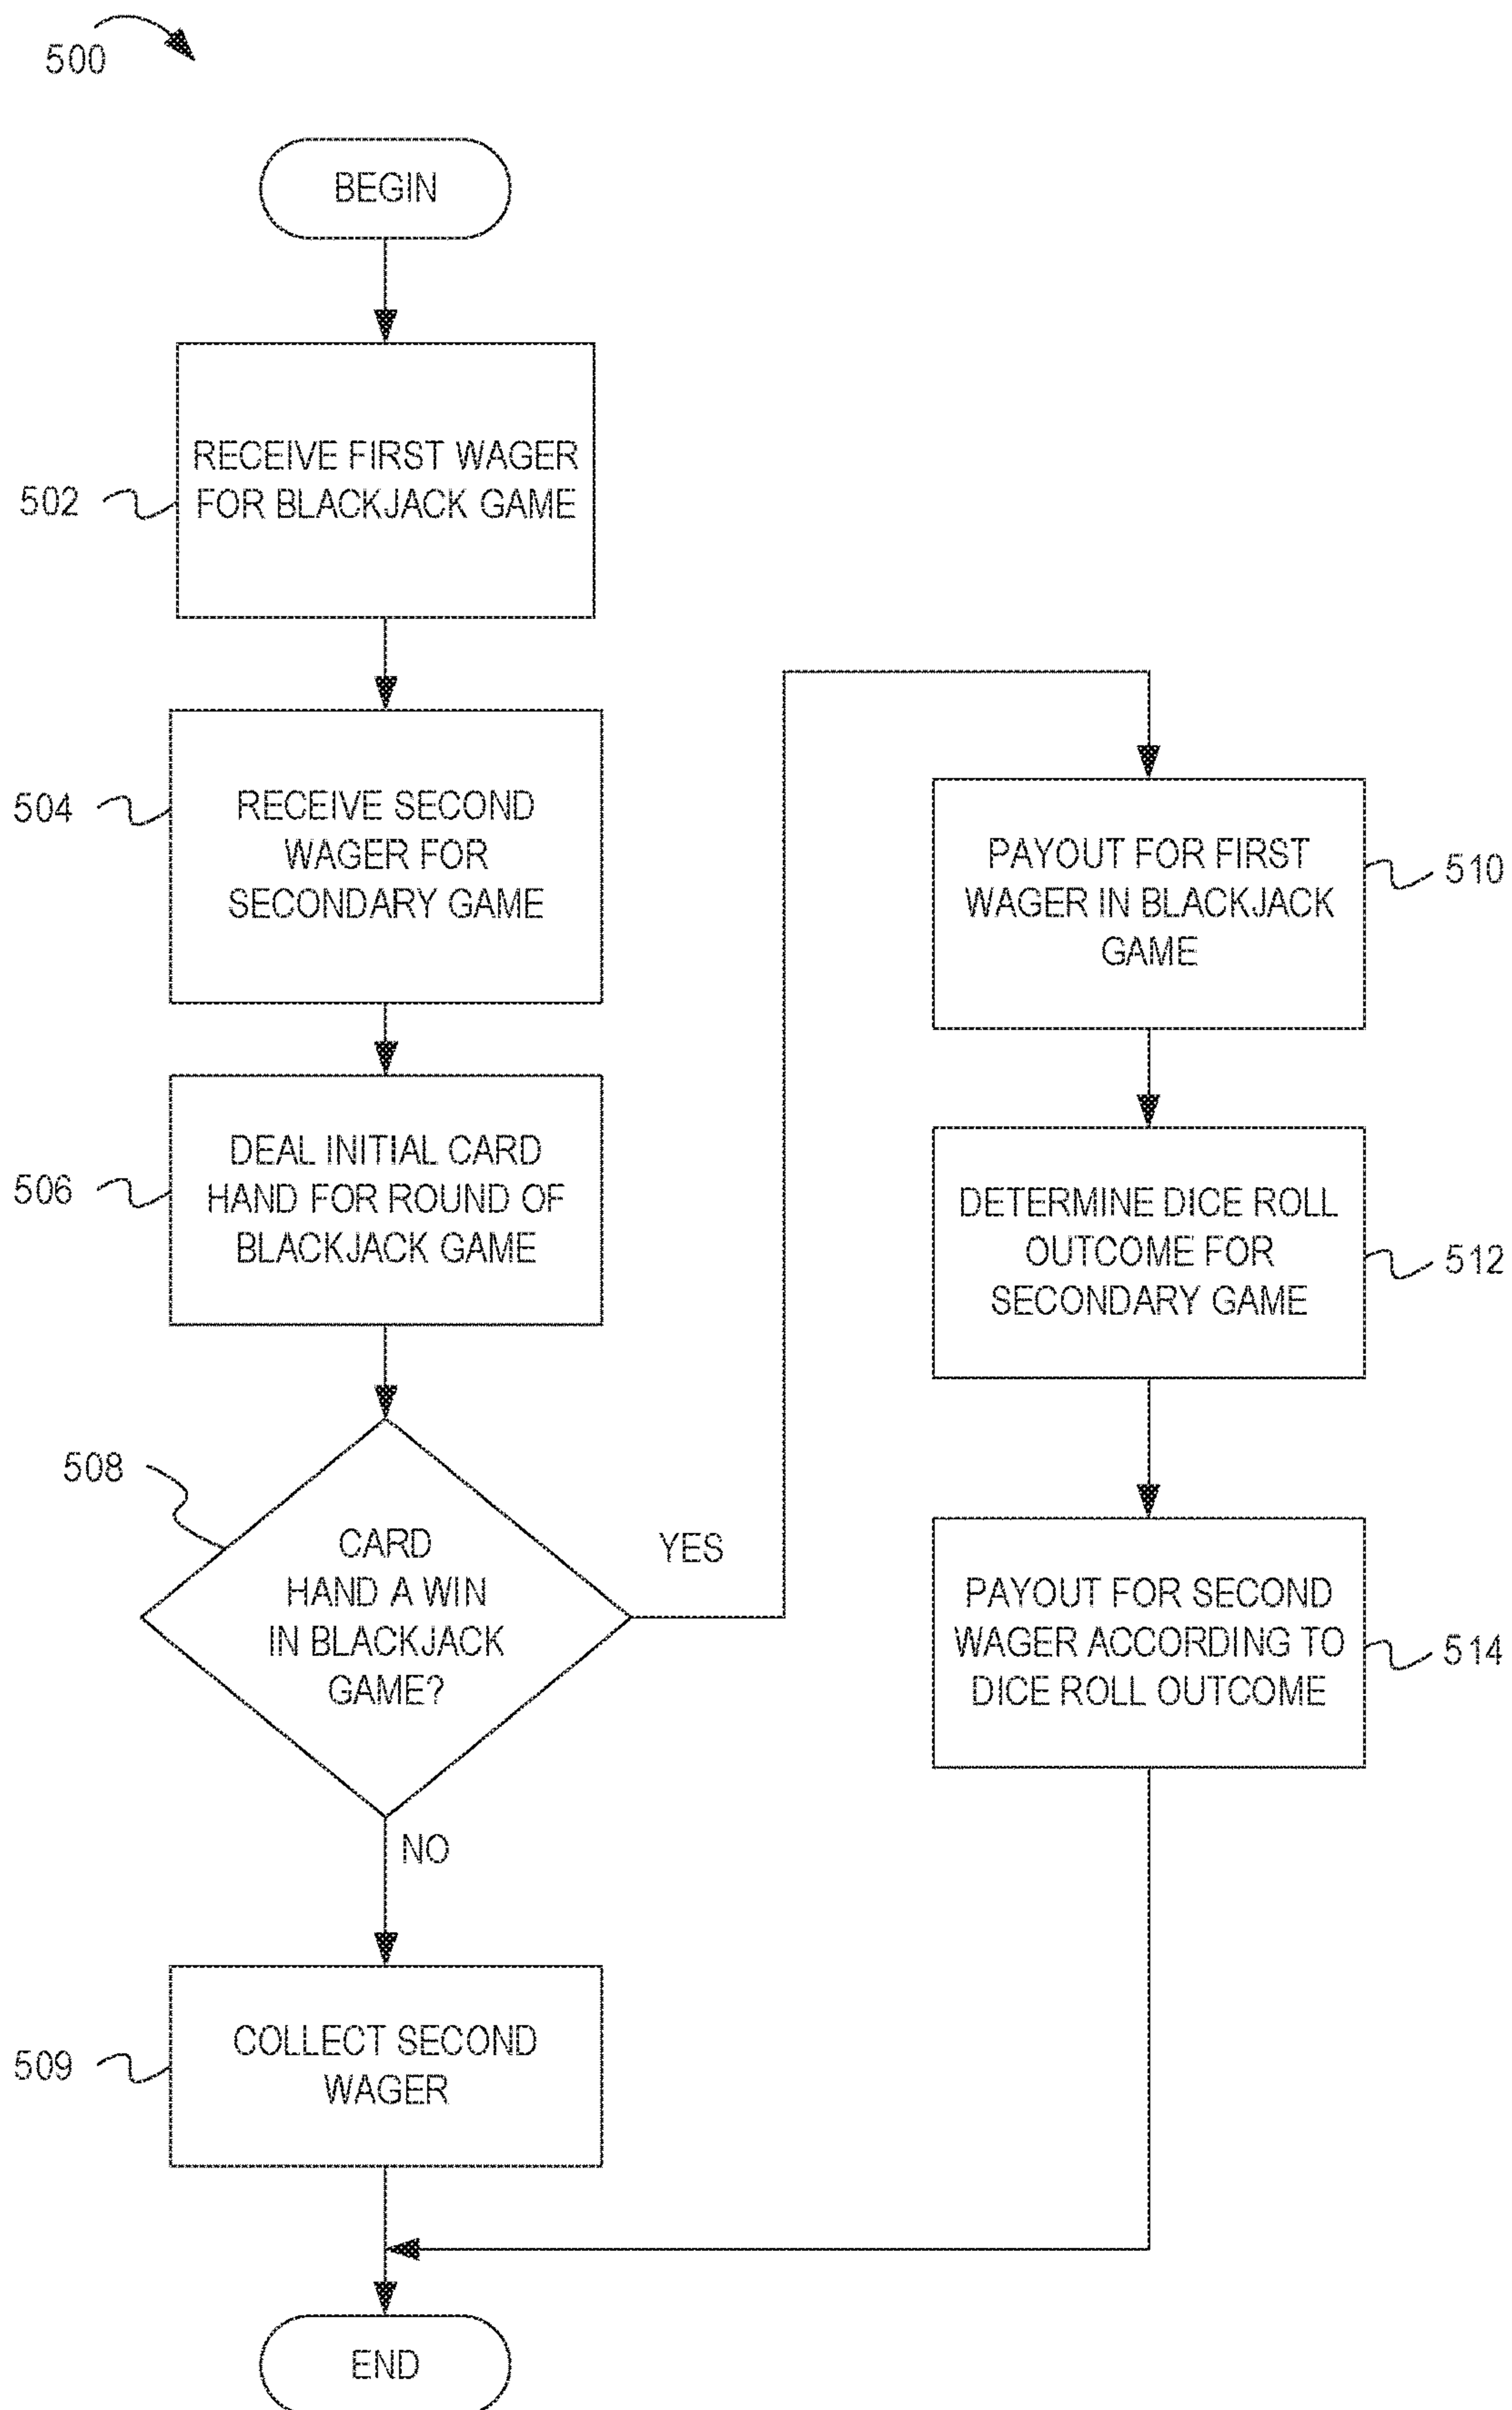 500
BEGIN
RECEIVE FIRST WAGER
FOR BLACKJACK GAME
502
RECEIVE SECOND
WAGER FOR
SECONDARY GAME
504
DEAL INITIAL CARD
HAND FOR ROUND OF
BLACKJACK GAME
506
508
CARD
HAND A WIN
IN BLACKJACK
GAME?
YES
NO
COLLECT SECOND
WAGER
509
PAYOUT FOR FIRST
WAGER IN BLACKJACK
GAME
510
DETERMINE DICE ROLL
OUTCOME FOR
SECONDARY GAME
512
PAYOUT FOR SECOND
WAGER ACCORDING TO
DICE ROLL OUTCOME
514
END